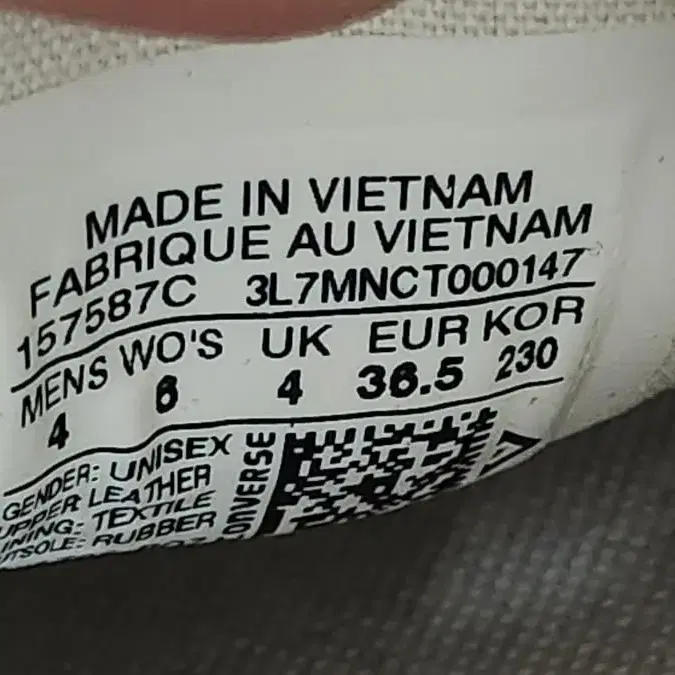 MADE IN VIETNAM
FABRIQUE AU VIETNAM
157587C 3L7MNCT000147
MENS WO'S UK EUR KOR
4 6 4 36.5 230
GENDER: UNISEX
UPPER: LEATHER
LINING: TEXTILE
OUTSOLE: RUBBER
CONVERSE